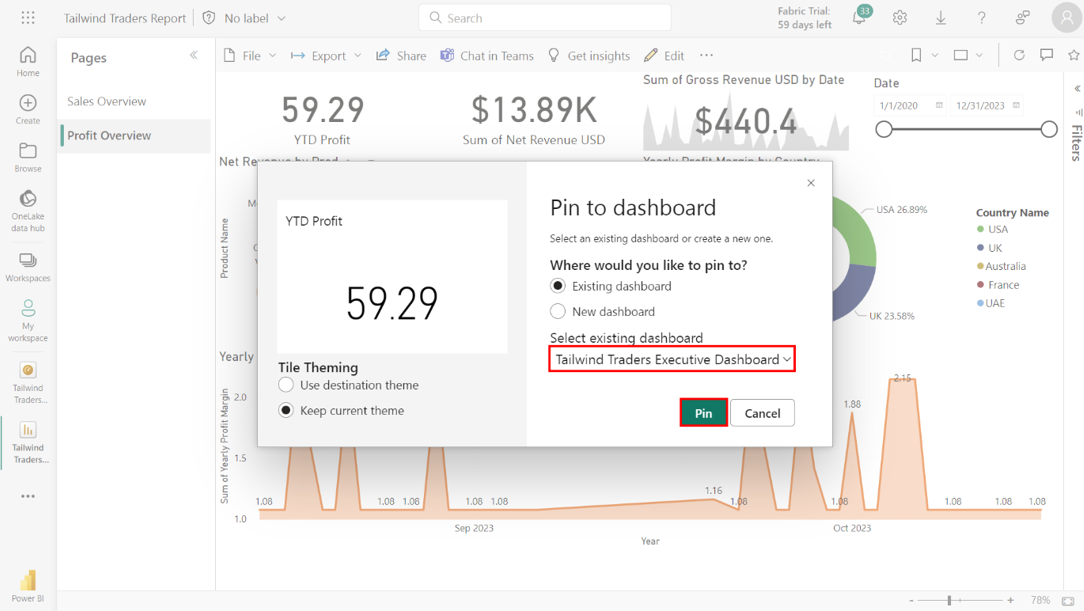 Tailwind Traders Report
No label
Search
Fabric Trial:
59 days left
33
Home
Create
Browse
OneLake
data hub
Workspaces
My
workspace
Tailwind
Traders...
Tailwind
Traders...
Power BI
Pages
Sales Overview
Profit Overview
File
Export
Share
Chat in Teams
Get insights
Edit
59.29
YTD Profit
$13.89K
Sum of Net Revenue USD
Sum of Gross Revenue USD by Date
$440.4
Date
1/1/2020
12/31/2023
Filters
Net Revenue by Prod
Yearly Profit Margin by Country
Product Name
USA 26.89%
UK 23.58%
Country Name
USA
UK
Australia
France
UAE
YTD Profit
59.29
Tile Theming
Use destination theme
Keep current theme
Pin to dashboard
Select an existing dashboard or create a new one.
Where would you like to pin to?
Existing dashboard
New dashboard
Select existing dashboard
Tailwind Traders Executive Dashboard
Pin
Cancel
Yearly
Sum of Yearly Profit Margin
2.0
1.5
1.0
1.08
1.08
1.08
1.08
1.08
1.16
1.08
1.88
1.08
2.15
1.08
1.08
1.08
Sep 2023
Oct 2023
Year
-
+
78%